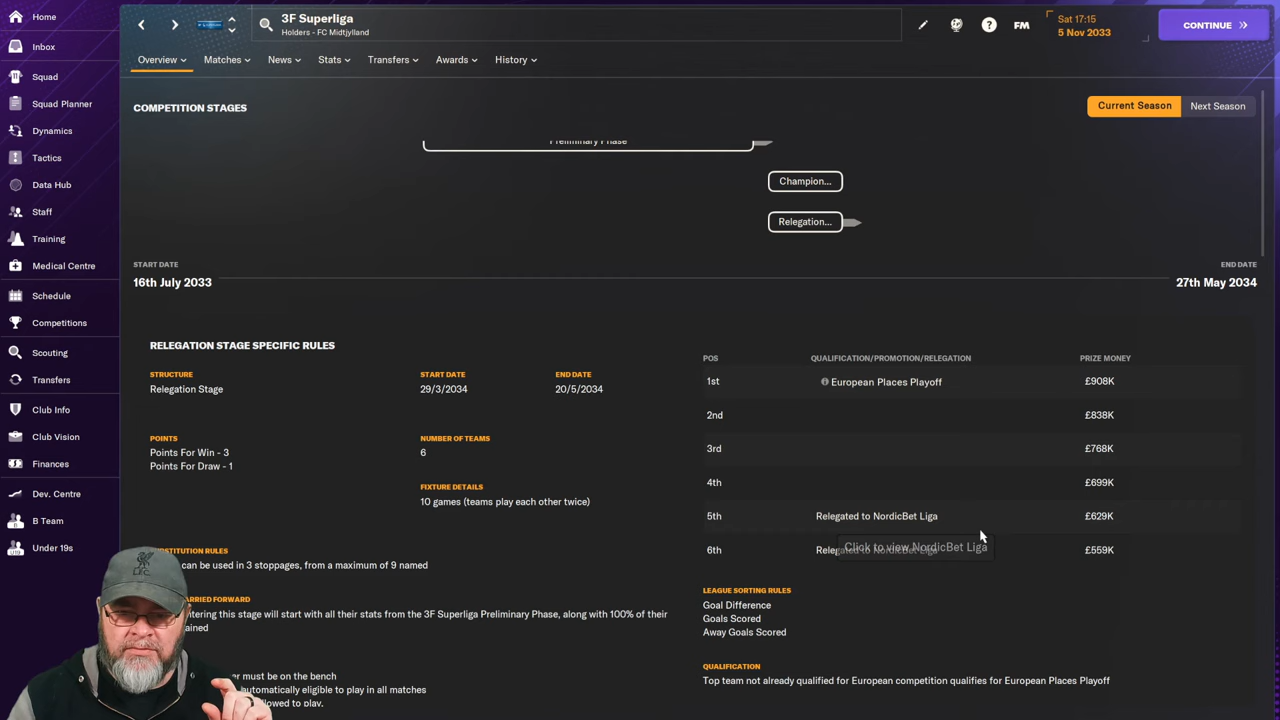 Home
Inbox
Squad
Squad Planner
Dynamics
Tactics
Data Hub
Staff
Training
Medical Centre
Schedule
Competitions
Scouting
Transfers
Club Info
Club Vision
Finances
Dev. Centre
B Team
Under 19s
3F Superliga
Holders - FC Midtjylland
FM
Sat 17:15
5 Nov 2033
CONTINUE
Overview
Matches
News
Stats
Transfers
Awards
History
COMPETITION STAGES
Current Season
Next Season
Preliminary Phase
Champion...
Relegation...
START DATE
16th July 2033
END DATE
27th May 2034
RELEGATION STAGE SPECIFIC RULES
STRUCTURE
Relegation Stage
START DATE
29/3/2034
END DATE
20/5/2034
POINTS
Points For Win - 3
Points For Draw - 1
NUMBER OF TEAMS
6
FIXTURE DETAILS
10 games (teams play each other twice)
RULES
can be used in 3 stoppages, from a maximum of 9 named
FORWARD
entering this stage will start with all their stats from the 3F Superliga Preliminary Phase, along with 100% of their
must be on the bench
automatically eligible to play in all matches
to play.
POS QUALIFICATION/PROMOTION/RELEGATION PRIZE MONEY
1st European Places Playoff £908K
2nd £838K
3rd £768K
4th £699K
5th Relegated to NordicBet Liga £629K
6th £559K
Click to view NordicBet Liga
LEAGUE SORTING RULES
Goal Difference
Goals Scored
Away Goals Scored
QUALIFICATION
Top team not already qualified for European competition qualifies for European Places Playoff